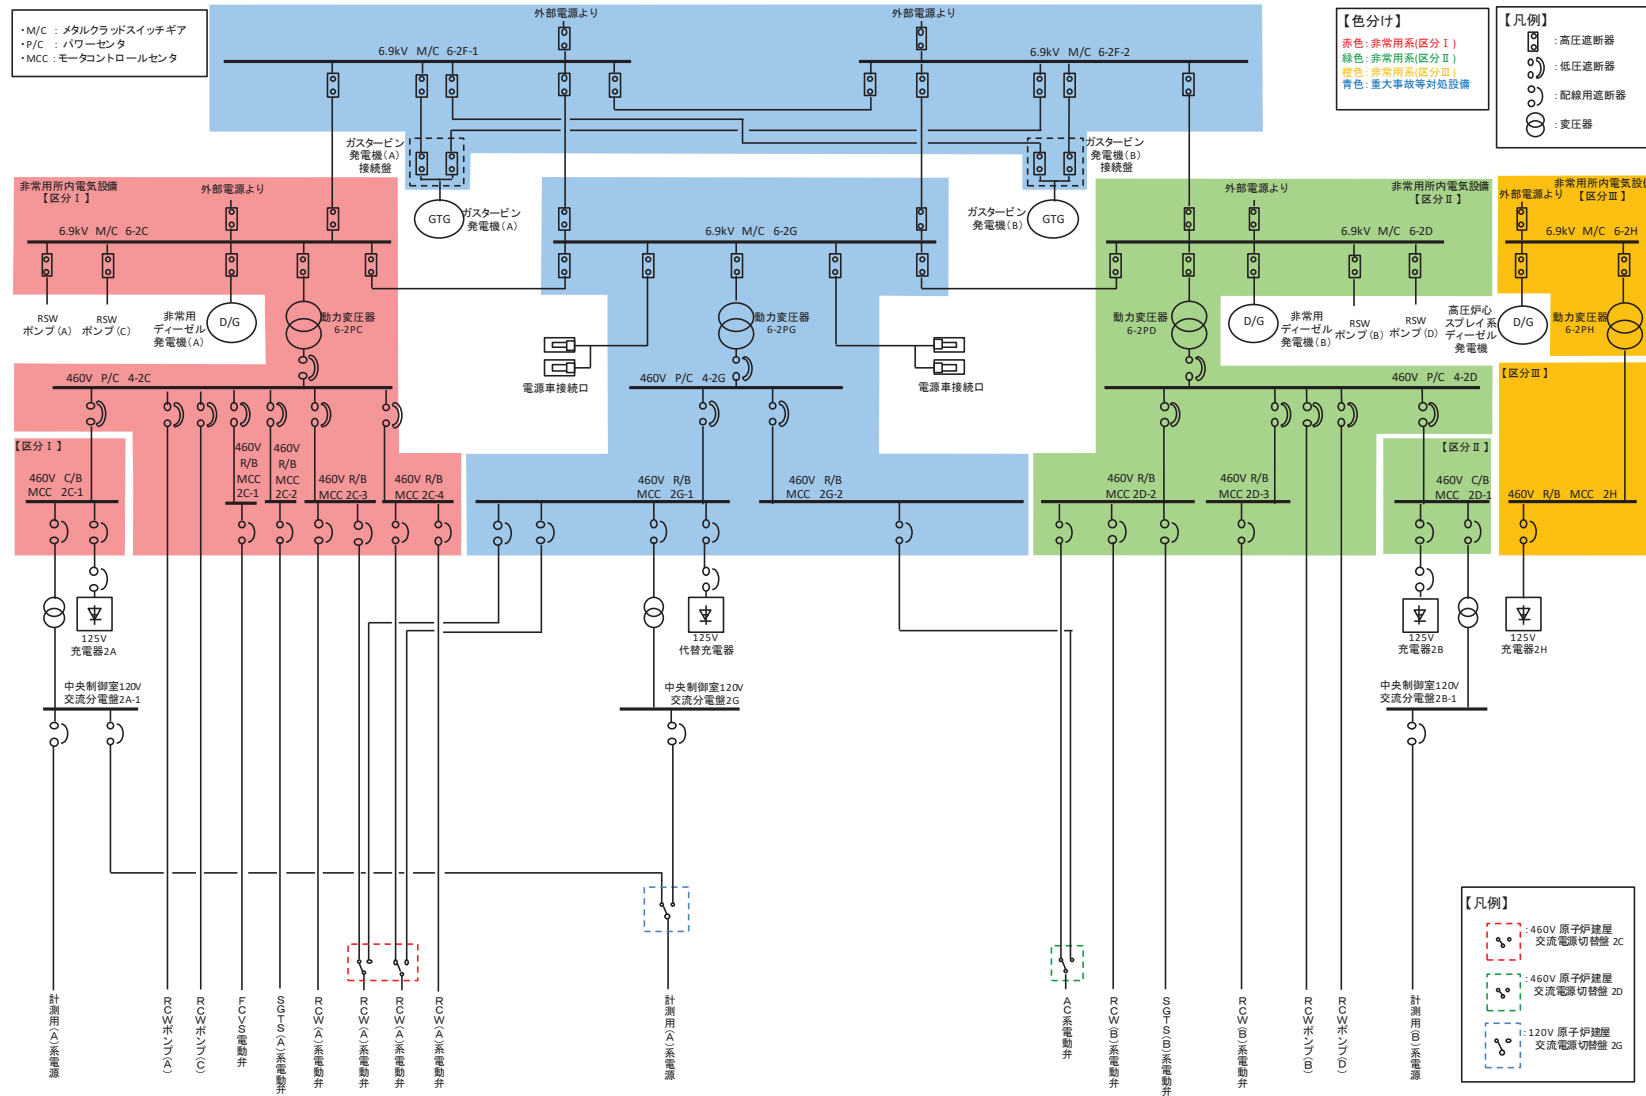 ・M/C ：メタルクラッドスイッチギア
・P/C ：パワーセンタ
・MCC：モータコントロールセンタ
外部電源より
外部電源より
6.9kV M/C 6-2F-1
6.9kV M/C 6-2F-2
【色分け】
赤色：非常用系(区分Ⅰ)
緑色：非常用系(区分Ⅱ)
橙色：非常用系(区分Ⅲ)
青色：重大事故等対処設備
【凡例】
：高圧遮断器
：低圧遮断器
：配線用遮断器
：変圧器
ガスタービン
発電機(A)
接続盤
ガスタービン
発電機(B)
接続盤
GTG
ガスタービン
発電機(A)
ガスタービン
発電機(B)
GTG
非常用所内電気設備
【区分Ⅰ】
外部電源より
6.9kV M/C 6-2C
6.9kV M/C 6-2G
外部電源より
非常用所内電気設備
【区分Ⅱ】
6.9kV M/C 6-2D
非常用所内電気設備
【区分Ⅲ】
外部電源より
6.9kV M/C 6-2H
RSW
ポンプ(A)
RSW
ポンプ(C)
非常用
ディーゼル
発電機(A)
D/G
動力変圧器
6-2PC
動力変圧器
6-2PG
電源車接続口
電源車接続口
動力変圧器
6-2PD
D/G
非常用
ディーゼル
発電機(B)
RSW
ポンプ(B)
RSW
ポンプ(D)
高圧炉心
スプレイ系
ディーゼル
発電機
D/G
動力変圧器
6-2PH
460V P/C 4-2C
460V P/C 4-2G
460V P/C 4-2D
【区分Ⅲ】
【区分Ⅰ】
460V C/B
MCC 2C-1
460V
R/B
MCC
2C-1
460V
R/B
MCC
2C-2
460V R/B
MCC 2C-3
460V R/B
MCC 2C-4
460V R/B
MCC 2G-1
460V R/B
MCC 2G-2
460V R/B
MCC 2D-2
460V R/B
MCC 2D-3
【区分Ⅱ】
460V C/B
MCC 2D-1
460V R/B MCC 2H
125V
充電器2A
125V
代替充電器
125V
充電器2B
125V
充電器2H
中央制御室120V
交流分電盤2A-1
中央制御室120V
交流分電盤2G
中央制御室120V
交流分電盤2B-1
計測用(A)系電源
RCWポンプ(A)
RCWポンプ(C)
FCVS電動弁
SGTS(A)系電動弁
RCW(A)系電動弁
RCW(A)系電動弁
RCW(A)系電動弁
RCW(A)系電動弁
計測用(A)系電源
AC系電動弁
RCW(B)系電動弁
SGTS(B)系電動弁
RCW(B)系電動弁
RCWポンプ(B)
RCWポンプ(D)
計測用(B)系電源
【凡例】
：460V 原子炉建屋
交流電源切替盤 2C
：460V 原子炉建屋
交流電源切替盤 2D
：120V 原子炉建屋
交流電源切替盤 2G